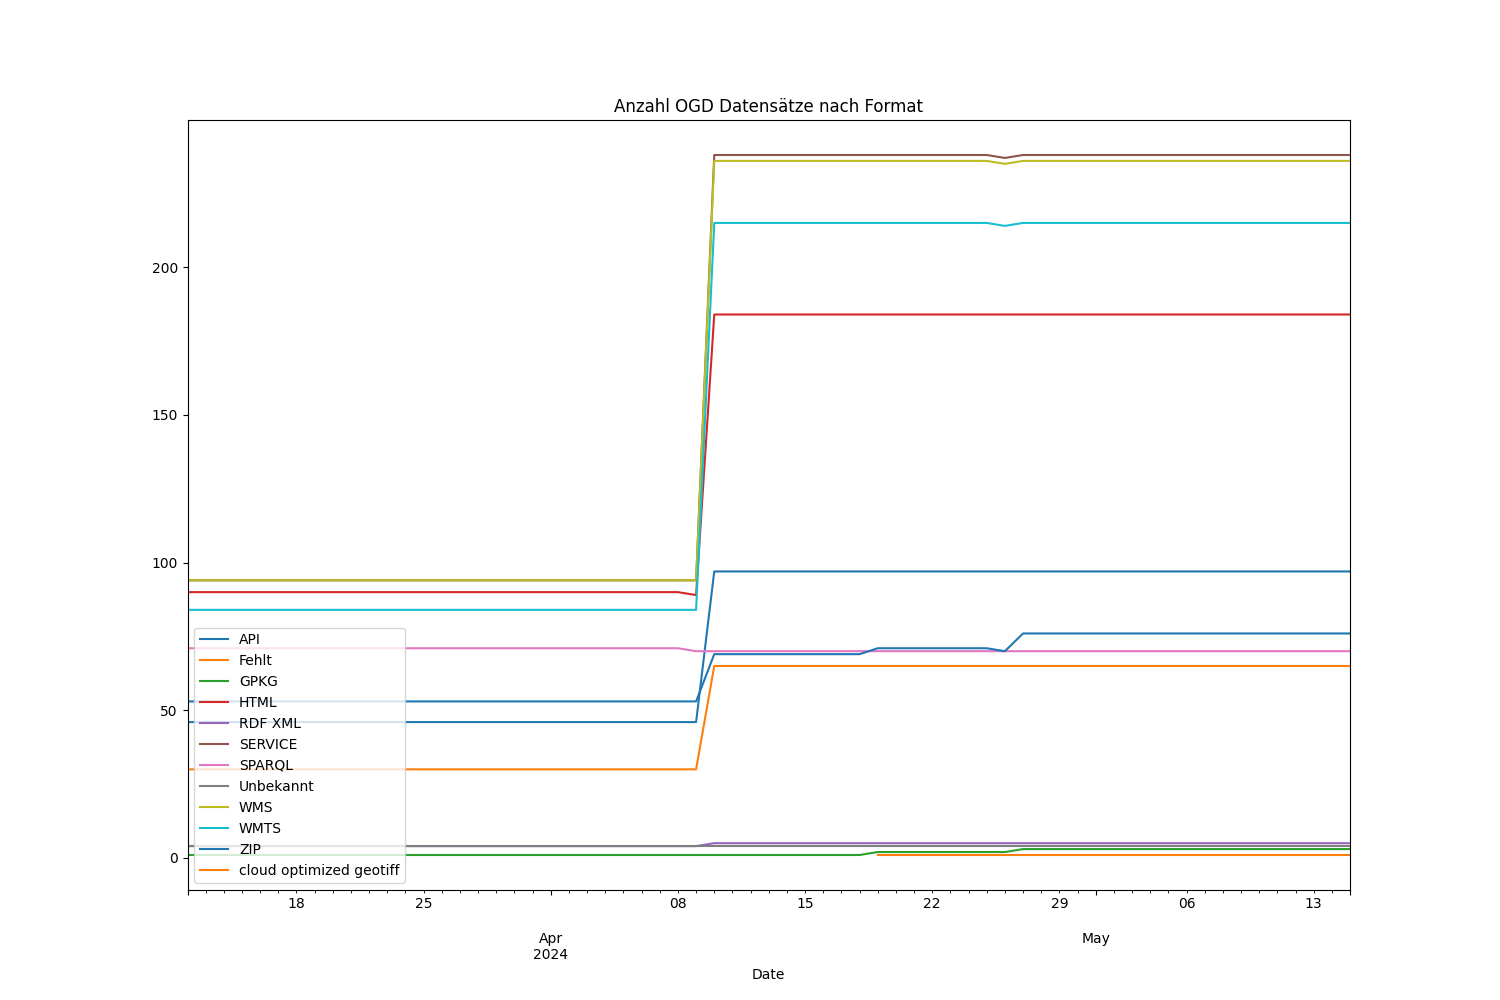 Anzahl OGD Datensätze nach Format
200
150
100
50
0
API
Fehlt
GPKG
HTML
RDF XML
SERVICE
SPARQL
Unbekannt
WMS
WMTS
ZIP
cloud optimized geotiff
18 25 08 15 22 29 06 13
Apr May
2024
Date